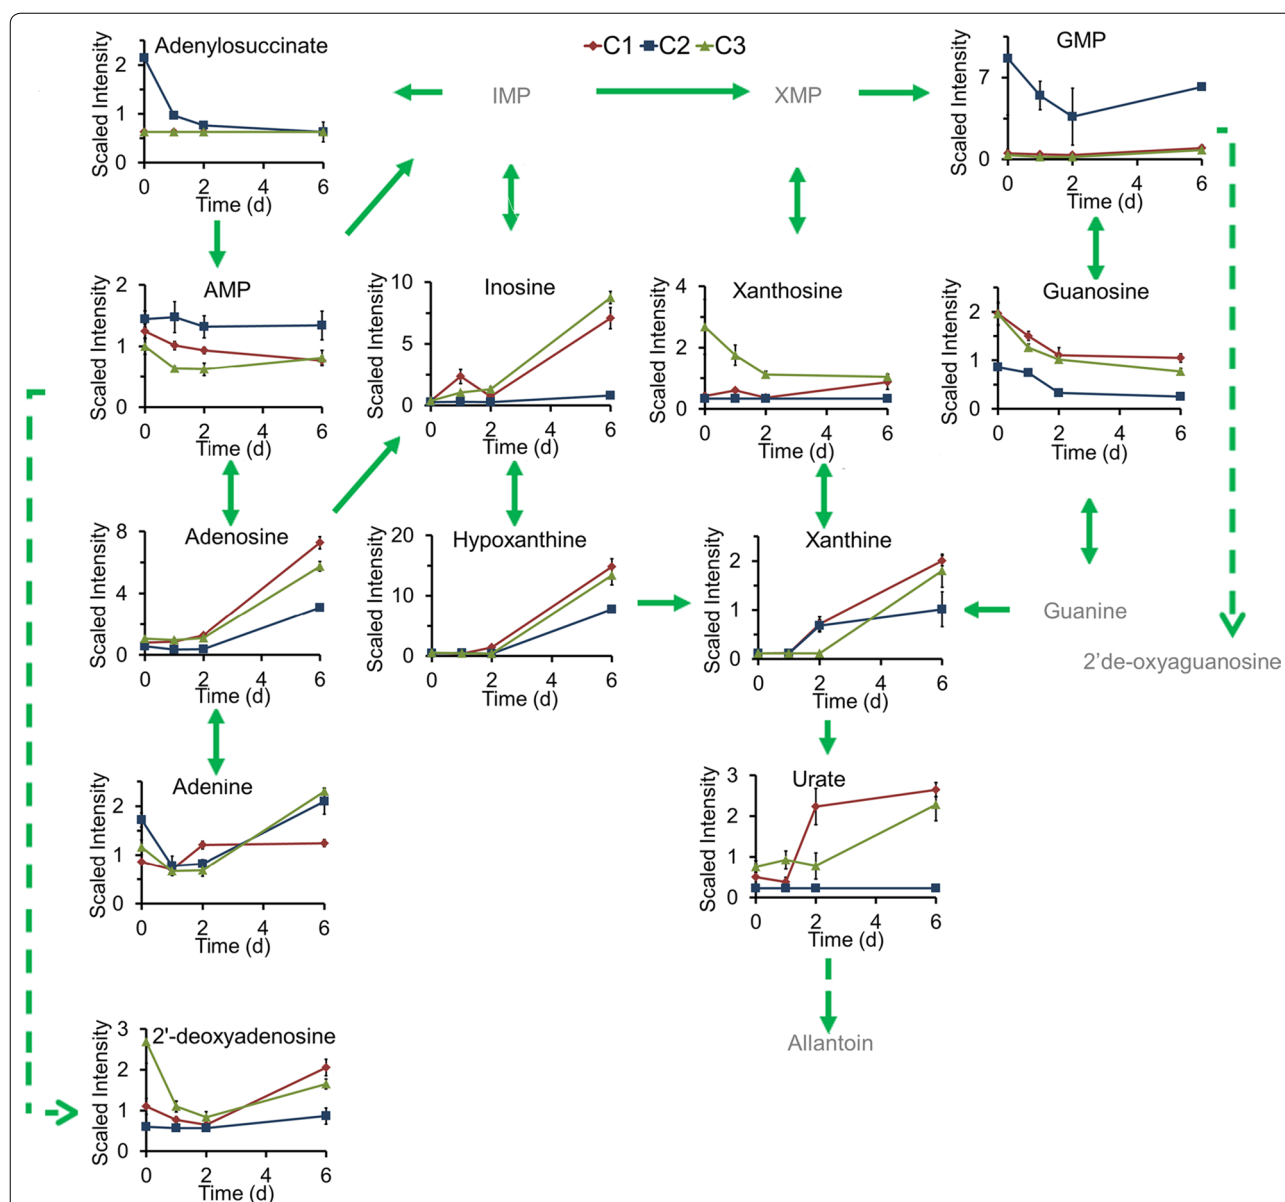 C1 C2 C3
Adenylosuccinate
Scaled Intensity
2
1
0
0 2 4 6
Time (d)
IMP
XMP
GMP
Scaled Intensity
7
0
0 2 4 6
Time (d)
AMP
Scaled Intensity
2
1
0
0 2 4 6
Time (d)
Inosine
Scaled Intensity
10
5
0
0 2 4 6
Time (d)
Xanthosine
Scaled Intensity
4
2
0
0 2 4 6
Time (d)
Guanosine
Scaled Intensity
2
1
0
0 2 4 6
Time (d)
Adenosine
Scaled Intensity
8
4
0
0 2 4 6
Time (d)
Hypoxanthine
Scaled Intensity
20
10
0
0 2 4 6
Time (d)
Xanthine
Scaled Intensity
2
1
0
0 2 4 6
Time (d)
Guanine
2'de-oxyaguanosine
Adenine
Scaled Intensity
2
1
0
0 2 4 6
Time (d)
Urate
Scaled Intensity
3
2
1
0
0 2 4 6
Time (d)
Allantoin
2'-deoxyadenosine
Scaled Intensity
3
2
1
0
0 2 4 6
Time (d)